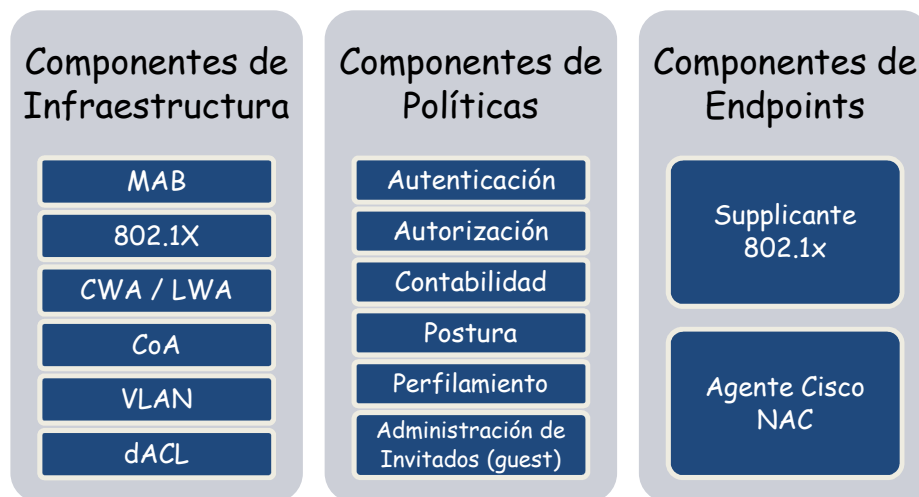 Componentes de
Infraestructura
MAB
802.1X
CWA / LWA
CoA
VLAN
dACL
Componentes de
Políticas
Autenticación
Autorización
Contabilidad
Postura
Perfilamiento
Administración de
Invitados (guest)
Componentes de
Endpoints
Supplicante
802.1x
Agente Cisco
NAC